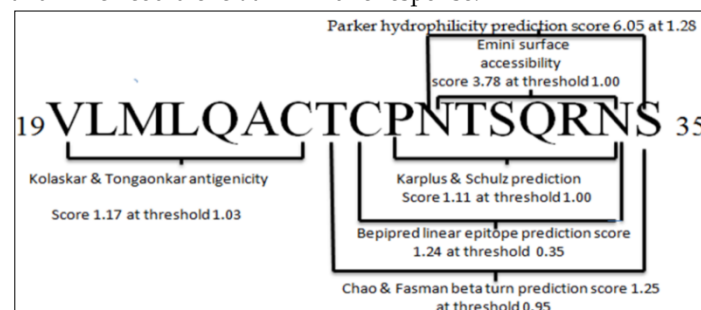 Parker hydrophilicity prediction score 6.05 at 1.28
Emini surface
accessibility
score 3.78 at threshold 1.00
19 VLMLQACTCPNTSQRNS 35
Kolaskar & Tongaonkar antigenicity
Score 1.17 at threshold 1.03
Karplus & Schulz prediction
Score 1.11 at threshold 1.00
Bepipred linear epitope prediction score
1.24 at threshold 0.35
Chao & Fasman beta turn prediction score 1.25
at threshold 0.95